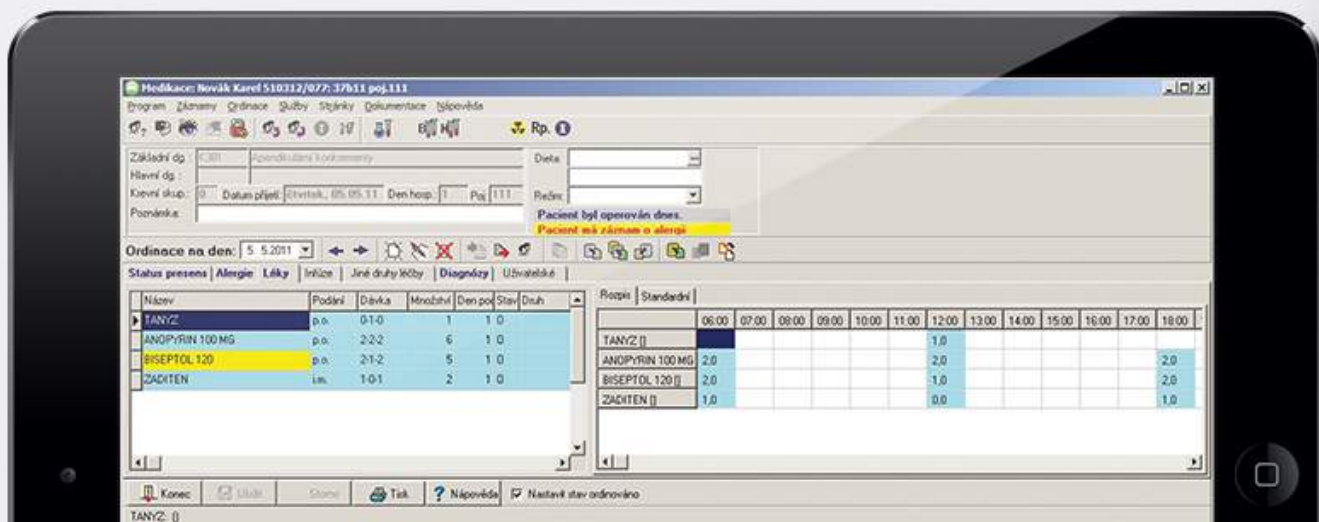 Medikace: Novák Karel 510312/077: 37b11 poj.111
Program Záznamy Ordinace Služby Stránky Dokumentace Nápověda
Rp.
Základní dg.: K381 Apendikulární konkrementy
Dieta:
Hlavní dg.:
Krevní skup.: 0 Datum přijetí: čtvrtek, 05.05.11 Den hosp.: 1 Poj: 111
Režim:
Poznámka:
Pacient byl operován dnes.
Pacient má záznam o alergii
Ordinace na den: 5. 5.2011
Status presens Alergie Léky Infúze Jiné druhy léčby Diagnózy Uživatelské
Název Podání Dávka Množství Den pod Stav Druh
TANYZ p.o. 0-1-0 1 1 0
ANOPYRIN 100 MG p.o. 2-2-2 6 1 0
BISEPTOL 120 p.o. 2-1-2 5 1 0
ZADITEN i.m. 1-0-1 2 1 0
Rozpis Standardní
06:00 07:00 08:00 09:00 10:00 11:00 12:00 13:00 14:00 15:00 16:00 17:00 18:00
TANYZ [] 1,0
ANOPYRIN 100 MG 2,0 2,0 2,0
BISEPTOL 120 [] 2,0 1,0 2,0
ZADITEN [] 1,0 0,0 1,0
Konec Uložit Storno Tisk ? Nápověda Nastavit stav ordinováno
TANYZ: ()